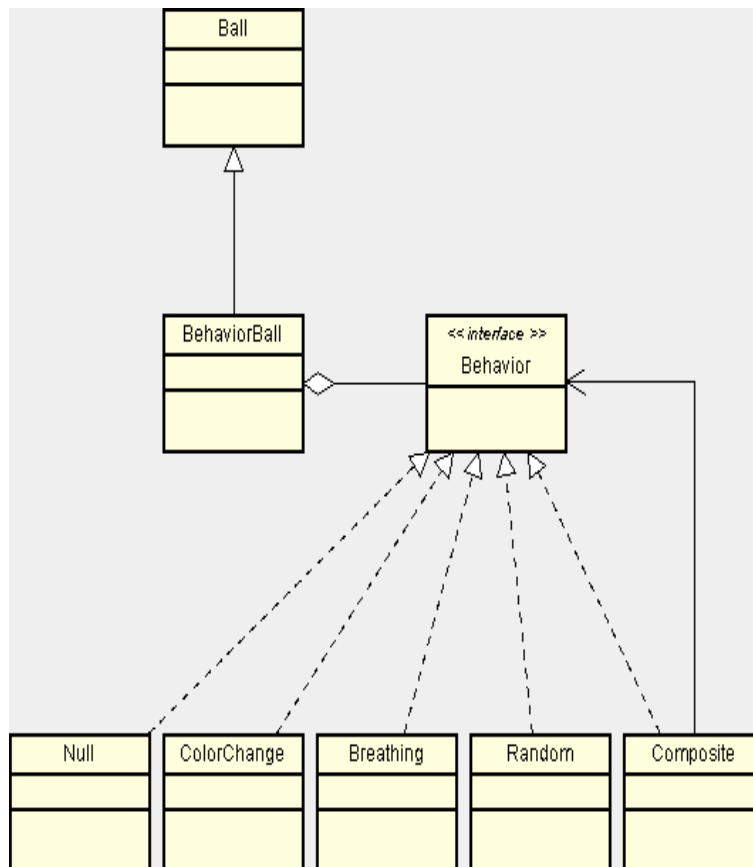 Ball
BehaviorBall
<< interface >>
Behavior
Null
ColorChange
Breathing
Random
Composite